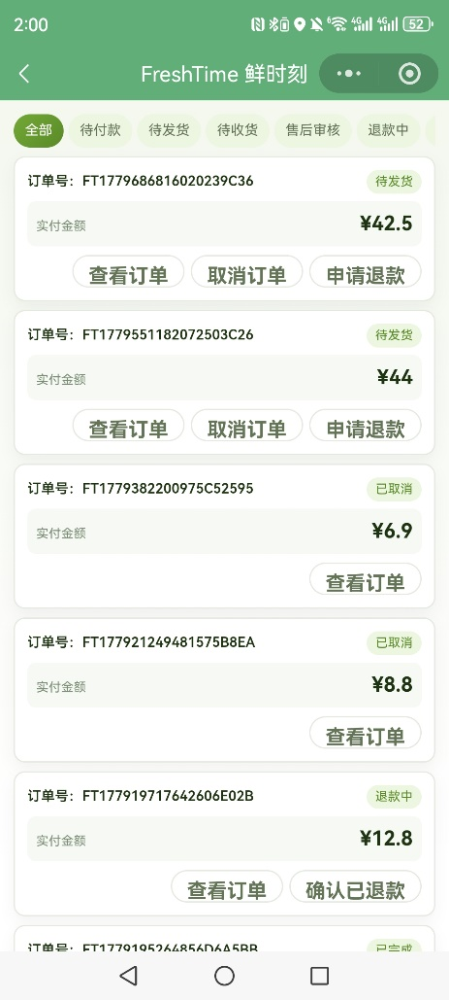 2:00
6 4G 4G 52
FreshTime 鲜时刻
全部 待付款 待发货 待收货 售后审核 退款中
订单号: FT1779686816020239C36 待发货
实付金额 ¥42.5
查看订单 取消订单 申请退款
订单号: FT1779551182072503C26 待发货
实付金额 ¥44
查看订单 取消订单 申请退款
订单号: FT1779382200975C52595 已取消
实付金额 ¥6.9
查看订单
订单号: FT177921249481575B8EA 已取消
实付金额 ¥8.8
查看订单
订单号: FT177919717642606E02B 退款中
实付金额 ¥12.8
查看订单 确认已退款
订单号: FT1779195264856D6A5BB 已完成